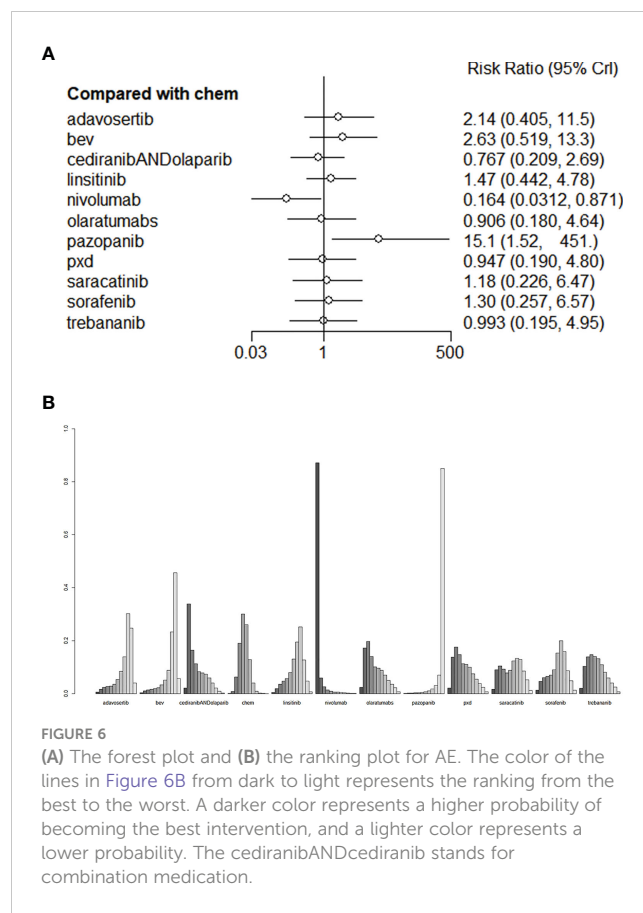 A
Risk Ratio (95% CrI)
Compared with chem
adavosertib 2.14 (0.405, 11.5)
bev 2.63 (0.519, 13.3)
cediranibANDolaparib 0.767 (0.209, 2.69)
linsitinib 1.47 (0.442, 4.78)
nivolumab 0.164 (0.0312, 0.871)
olaratumabs 0.906 (0.180, 4.64)
pazopanib 15.1 (1.52, 451.)
pxd 0.947 (0.190, 4.80)
saracatinib 1.18 (0.226, 6.47)
sorafenib 1.30 (0.257, 6.57)
trebananib 0.993 (0.195, 4.95)
0.03 1 500
B
1.0
0.8
0.6
0.4
0.2
0.0
adavosertib bev cediranibANDolaparib chem linsitinib nivolumab olaratumabs pazopanib pxd saracatinib sorafenib trebananib
FIGURE 6
(A) The forest plot and (B) the ranking plot for AE. The color of the
lines in Figure 6B from dark to light represents the ranking from the
best to the worst. A darker color represents a higher probability of
becoming the best intervention, and a lighter color represents a
lower probability. The cediranibANDcediranib stands for
combination medication.